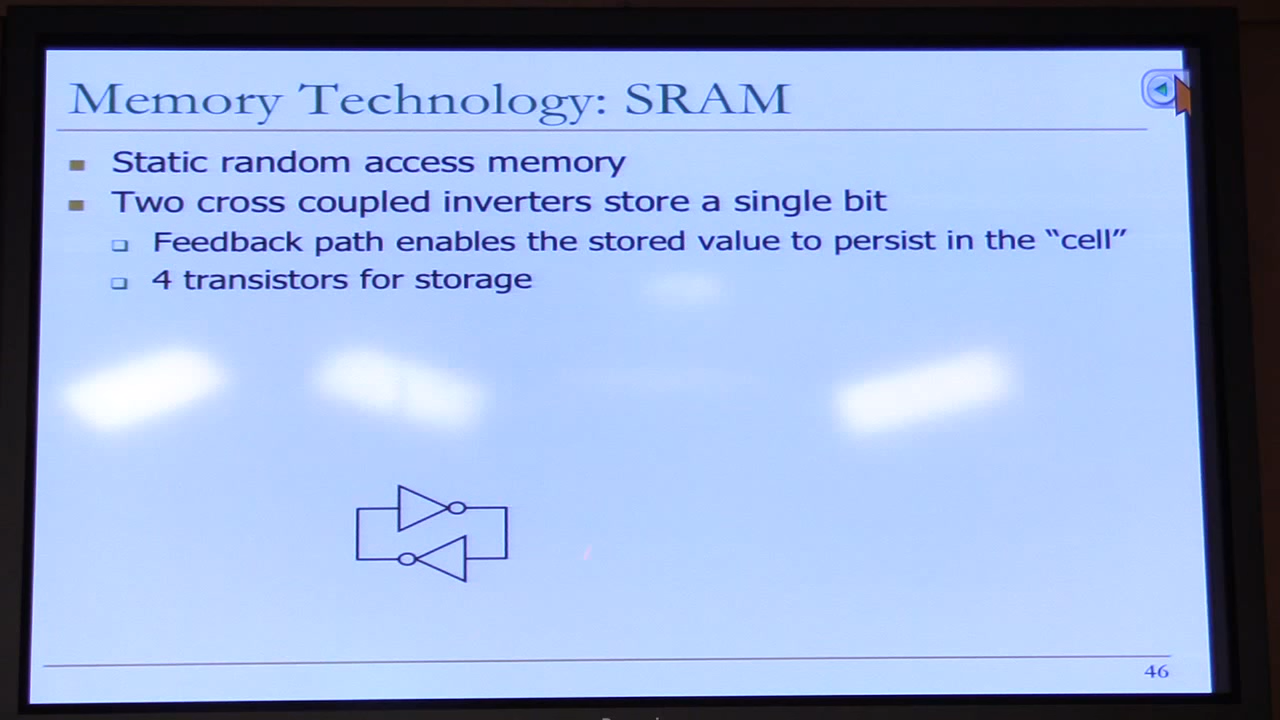 Memory Technology: SRAM
Static random access memory
Two cross coupled inverters store a single bit
Feedback path enables the stored value to persist in the “cell”
4 transistors for storage
46